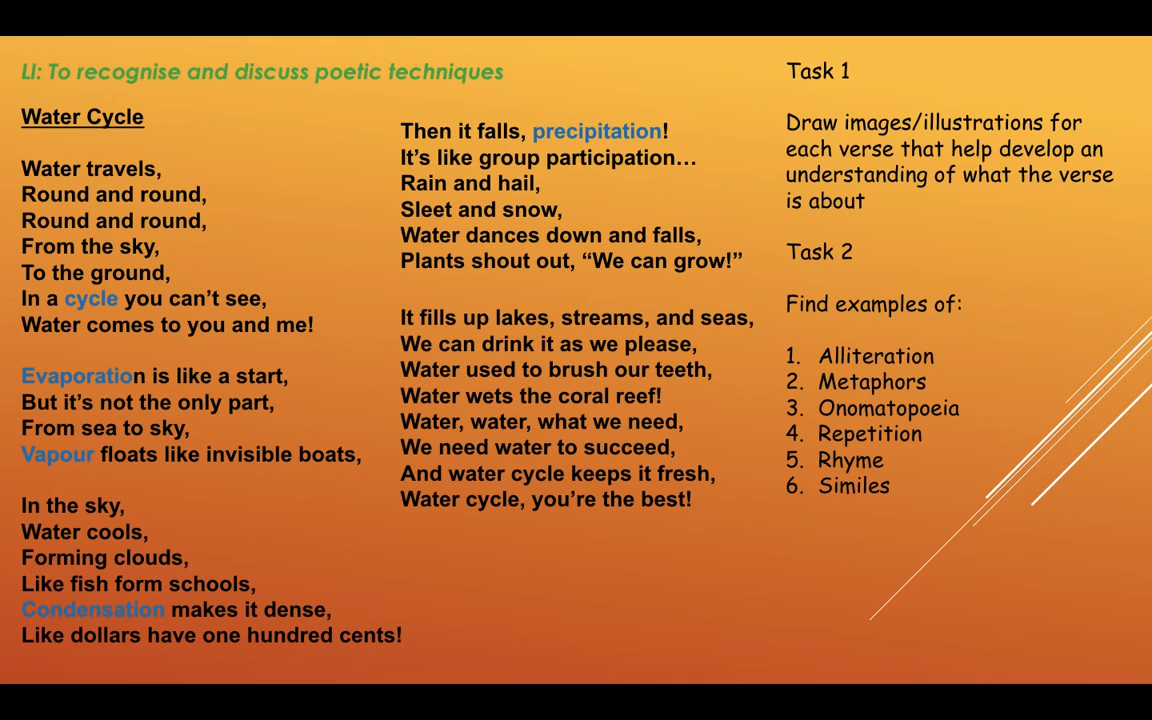 LI: To recognise and discuss poetic techniques
Water Cycle
Water travels,
Round and round,
Round and round,
From the sky,
To the ground,
In a cycle you can’t see,
Water comes to you and me!
Evaporation is like a start,
But it’s not the only part,
From sea to sky,
Vapour floats like invisible boats,
In the sky,
Water cools,
Forming clouds,
Like fish form schools,
Condensation makes it dense,
Like dollars have one hundred cents!
Then it falls, precipitation!
It’s like group participation…
Rain and hail,
Sleet and snow,
Water dances down and falls,
Plants shout out, “We can grow!”
It fills up lakes, streams, and seas,
We can drink it as we please,
Water used to brush our teeth,
Water wets the coral reef!
Water, water, what we need,
We need water to succeed,
And water cycle keeps it fresh,
Water cycle, you’re the best!
Task 1
Draw images/illustrations for
each verse that help develop an
understanding of what the verse
is about
Task 2
Find examples of:
1. Alliteration
2. Metaphors
3. Onomatopoeia
4. Repetition
5. Rhyme
6. Similes